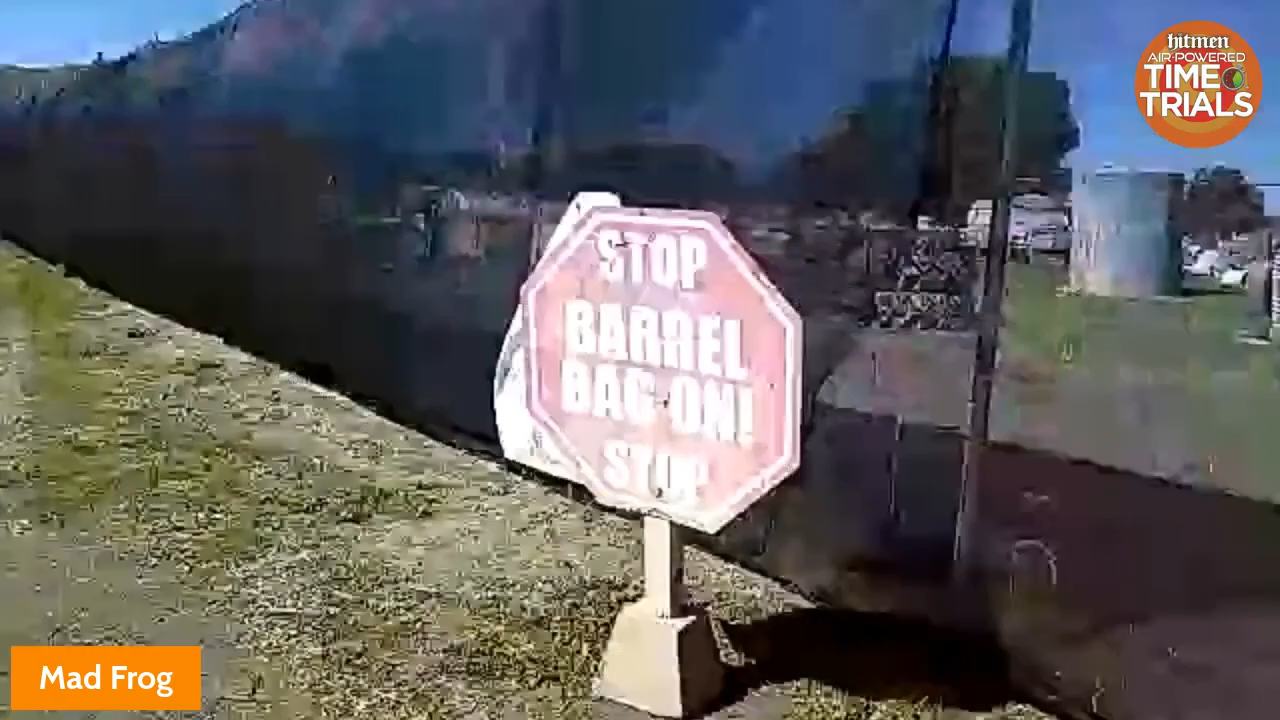 hitmen
AIR-POWERED
TIME
TRIALS
STOP
BARREL
BAG ON!
STOP
Mad Frog